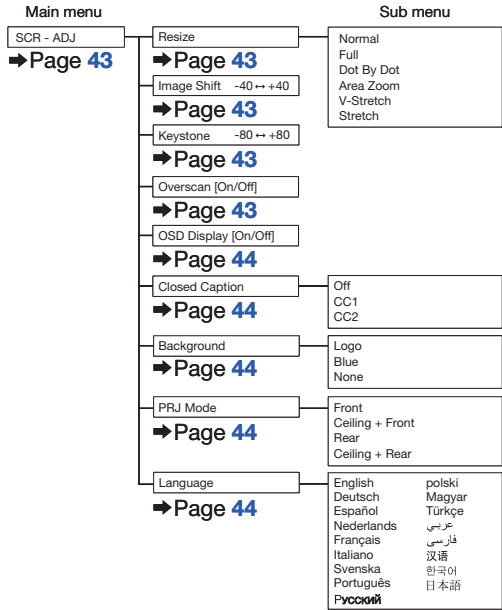 Main menu
Sub menu
SCR - ADJ
➡Page 43
Resize
➡Page 43
Normal
Full
Dot By Dot
Area Zoom
V-Stretch
Stretch
Image Shift -40 ↔ +40
➡Page 43
Keystone -80 ↔ +80
➡Page 43
Overscan [On/Off]
➡Page 43
OSD Display [On/Off]
➡Page 44
Closed Caption
➡Page 44
Off
CC1
CC2
Background
➡Page 44
Logo
Blue
None
PRJ Mode
➡Page 44
Front
Ceiling + Front
Rear
Ceiling + Rear
Language
➡Page 44
English
Deutsch
Español
Nederlands
Français
Italiano
Svenska
Português
Русский
polski
Magyar
Türkçe
عربي
فارسی
汉语
한국어
日本語